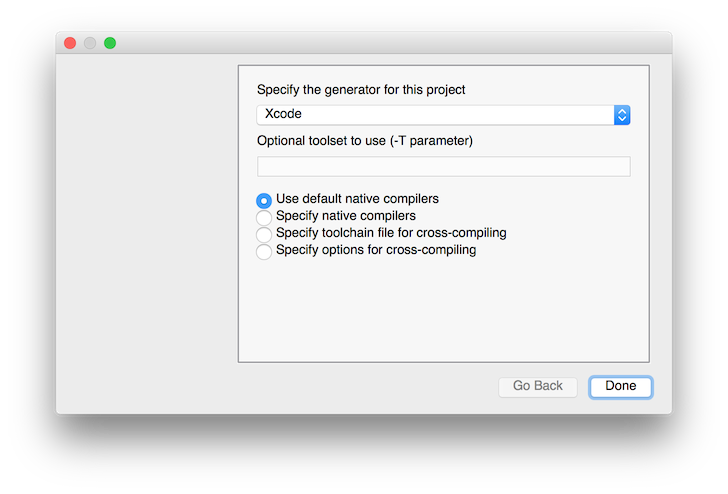 Specify the generator for this project
Xcode
Optional toolset to use (-T parameter)
Use default native compilers
Specify native compilers
Specify toolchain file for cross-compiling
Specify options for cross-compiling
Go Back
Done